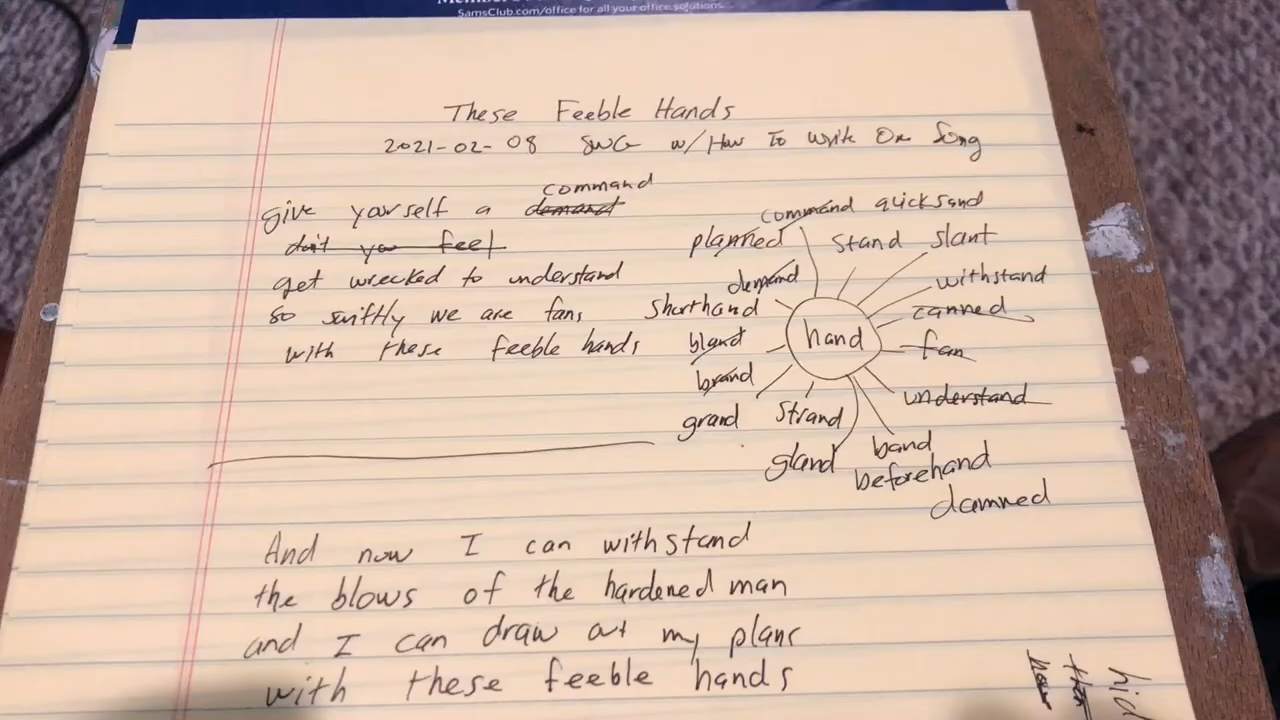 SamsClub.com/office for all your office solutions...
These Feeble Hands
2021-02-08 SWG w/ How To Write One Song
command
give yourself a demand
don't you feel
get wrecked to understand
so swiftly we are fans
with these feeble hands
command quicksand
planned stand slant
demand withstand
shorthand canned
hand
bland fan
brand understand
grand strand
gland band
beforehand
damned
And now I can withstand
the blows of the hardened man
and I can draw out my plans
with these feeble hands
hid
then
how